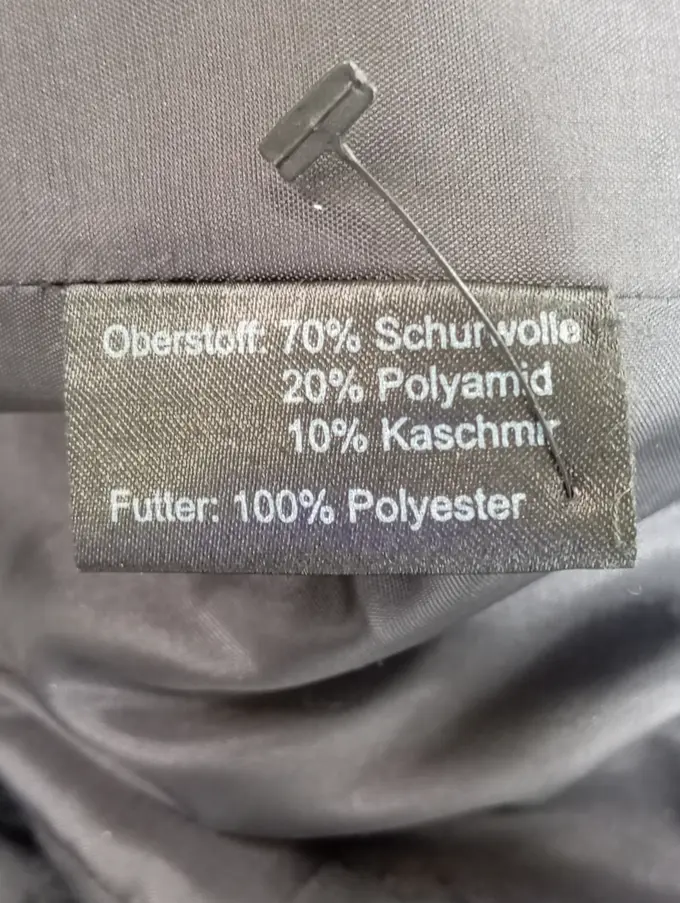 Oberstoff: 70% Schurwolle
20% Polyamid
10% Kaschmir
Futter: 100% Polyester